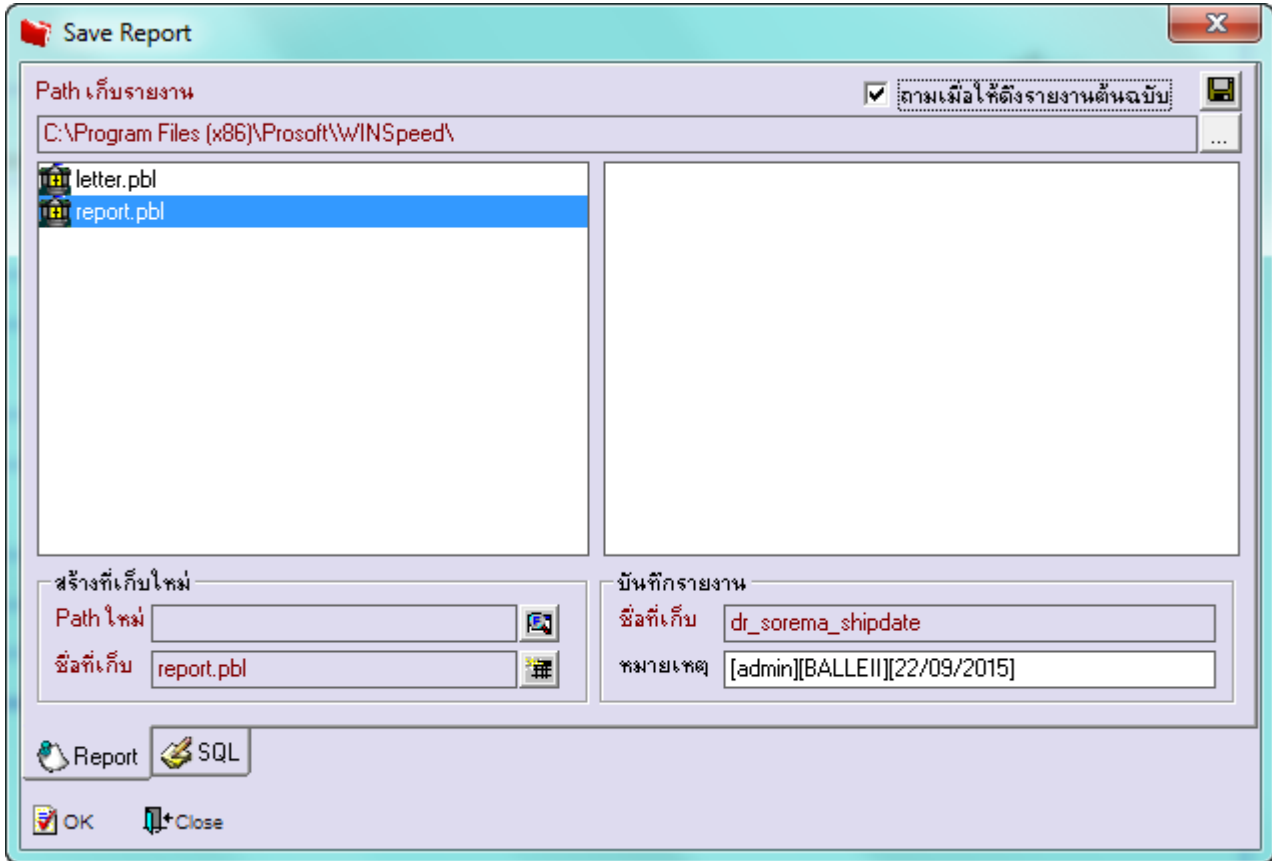 Save Report
Path เก็บรายงาน
ถามเมื่อให้ดึงรายงานต้นฉบับ
C:\Program Files (x86)\Prosoft\WINSpeed\
...
letter.pbl
report.pbl
สร้างที่เก็บใหม่
Path ใหม่
ชื่อที่เก็บ report.pbl
บันทึกรายงาน
ชื่อที่เก็บ dr_sorema_shipdate
หมายเหตุ [admin][BALLEII][22/09/2015]
Report SQL
OK Close